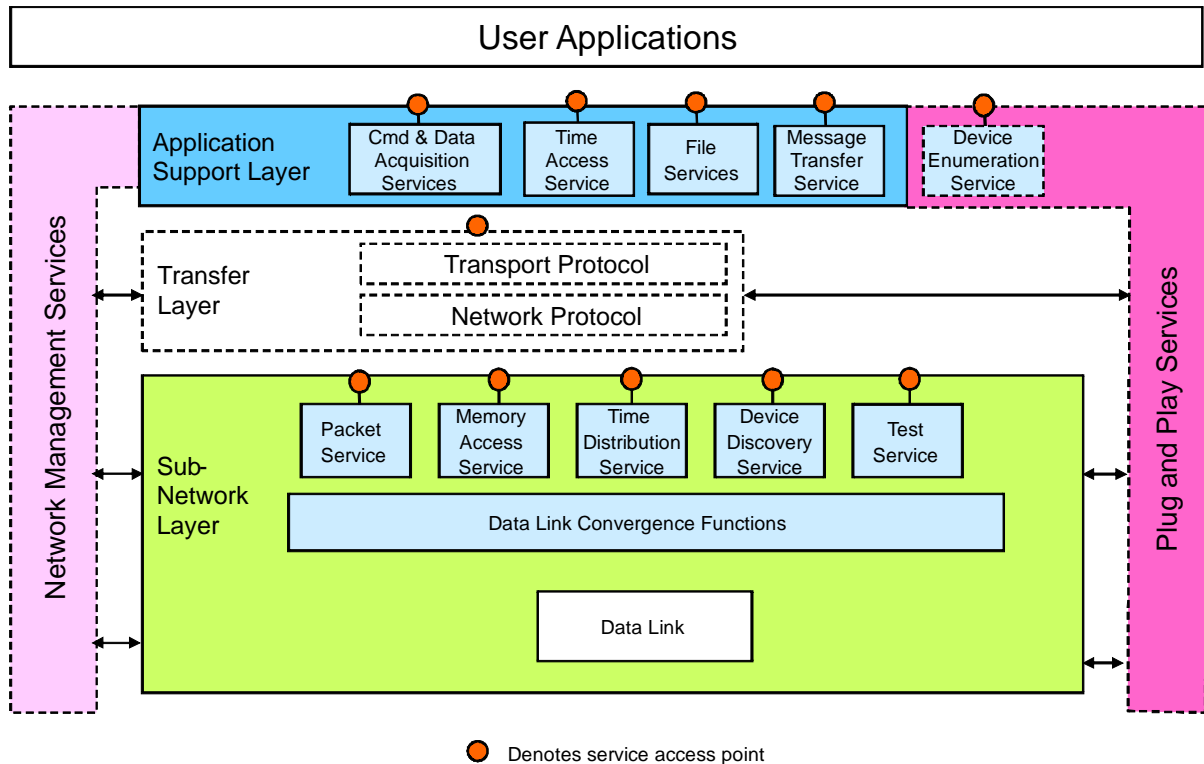 User Applications
Application
Support Layer
Cmd & Data
Acquisition
Services
Time
Access
Service
File
Services
Message
Transfer
Service
Device
Enumeration
Service
Network Management Services
Transfer
Layer
Transport Protocol
Network Protocol
Plug and Play Services
Sub-
Network
Layer
Packet
Service
Memory
Access
Service
Time
Distribution
Service
Device
Discovery
Service
Test
Service
Data Link Convergence Functions
Data Link
Denotes service access point